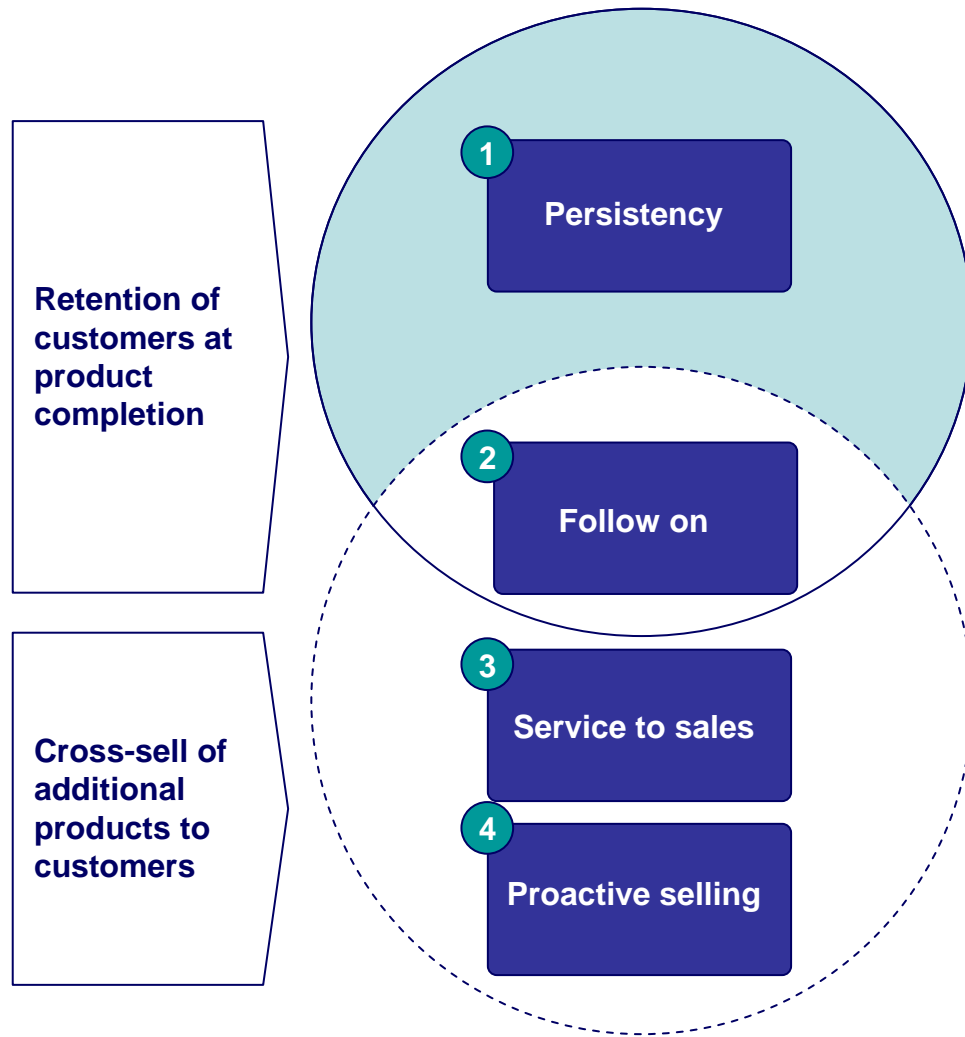 1
Persistency
Retention of
customers at
product
completion
2
Follow on
3
Service to sales
Cross-sell of
additional
products to
customers
4
Proactive selling